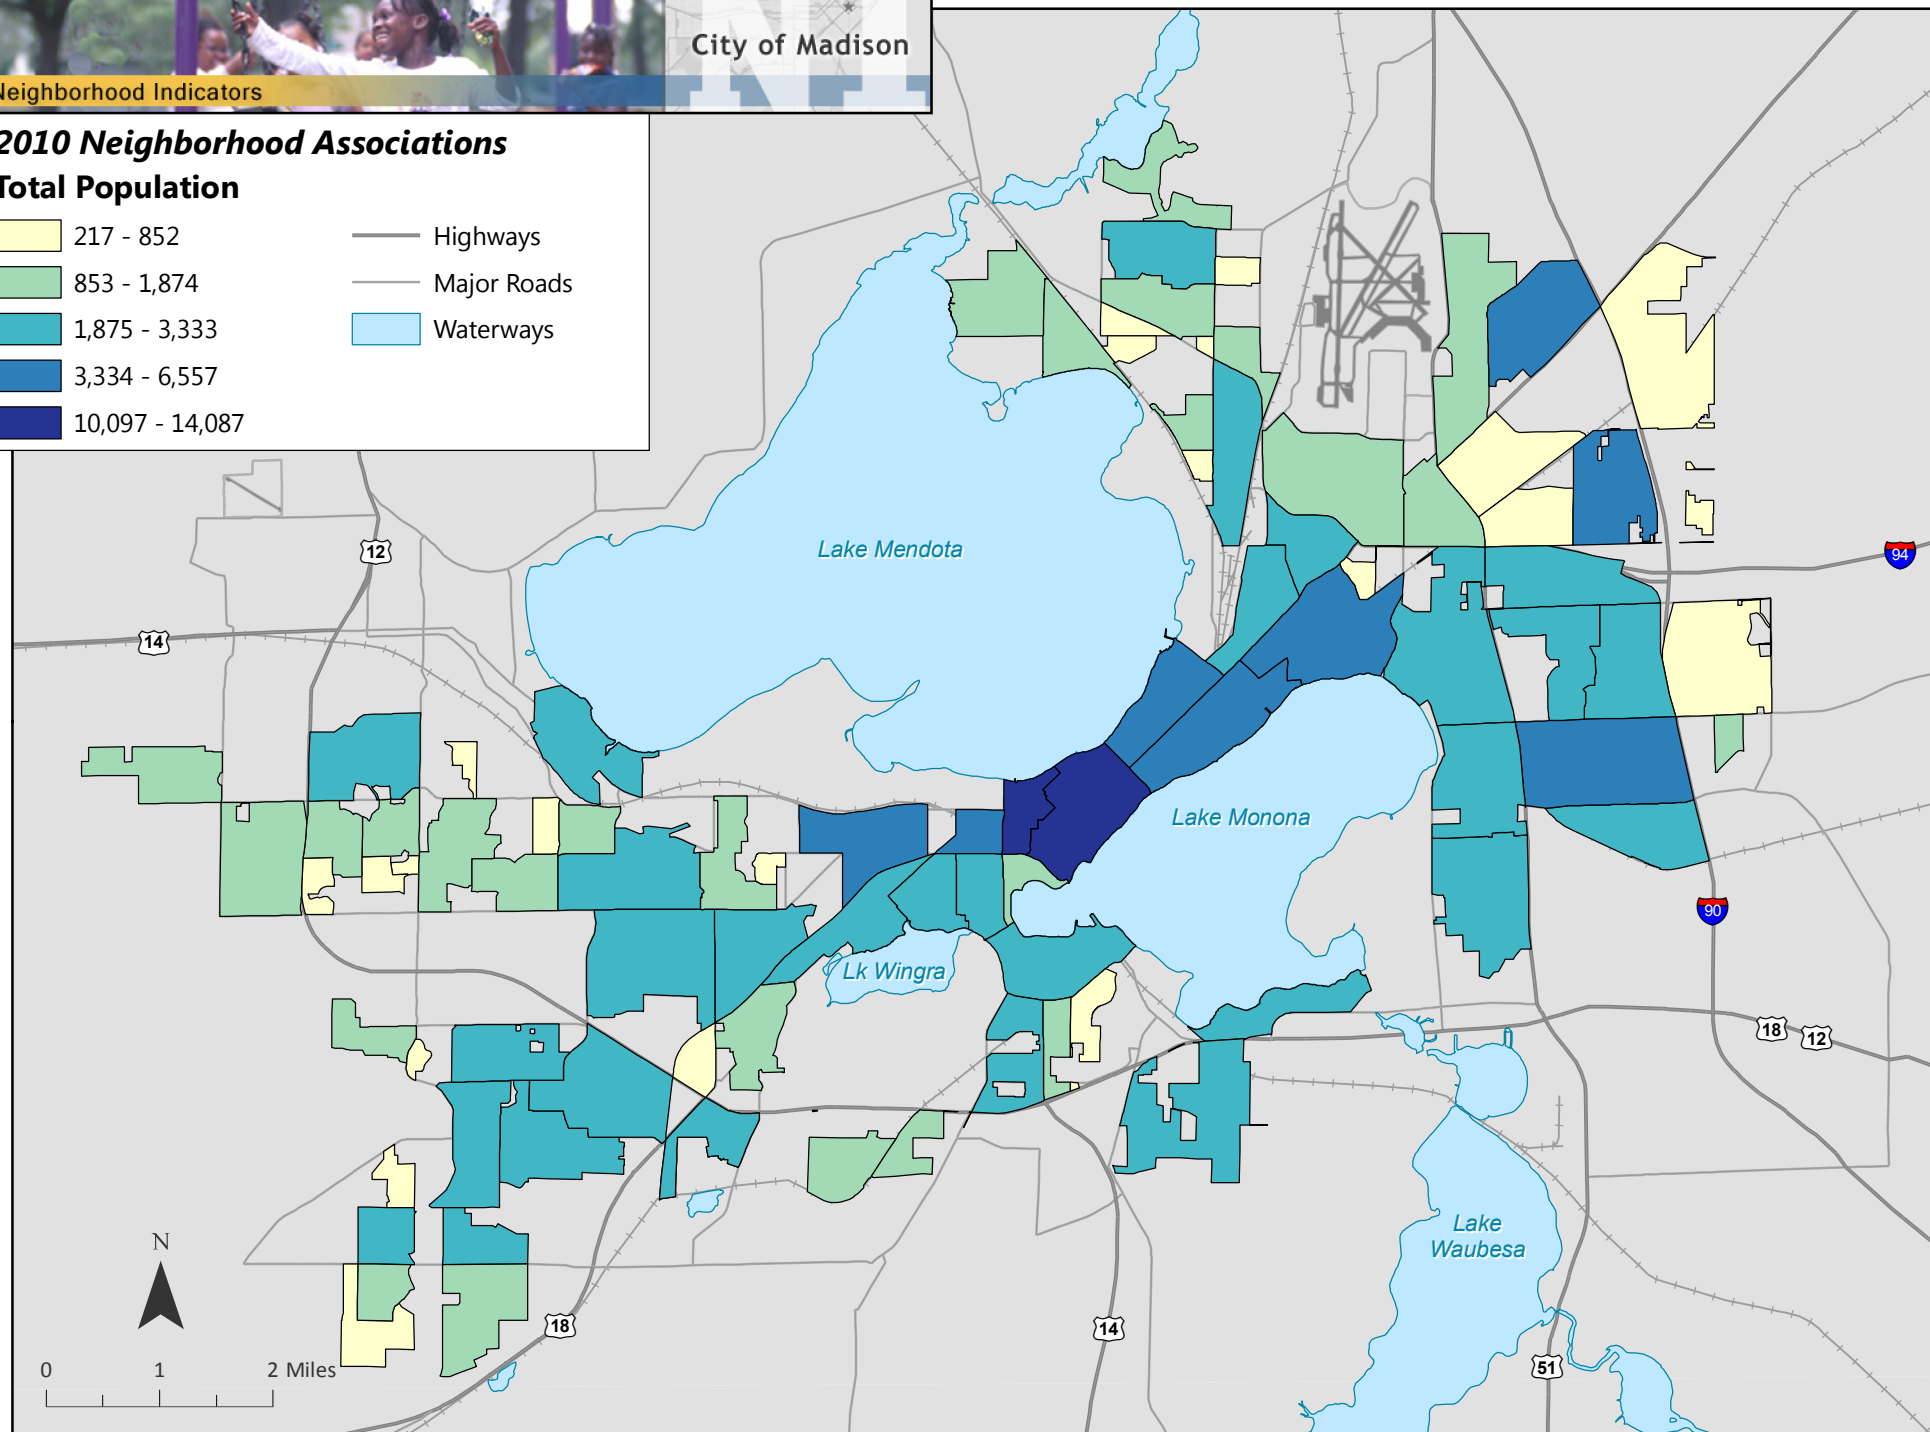 City of Madison
Neighborhood Indicators
2010 Neighborhood Associations
Total Population
217 - 852
853 - 1,874
1,875 - 3,333
3,334 - 6,557
10,097 - 14,087
Highways
Major Roads
Waterways
12
14
94
Lake Mendota
Lake Monona
Lk Wingra
90
18
12
Lake
Waubesa
N
18
14
51
0 1 2 Miles